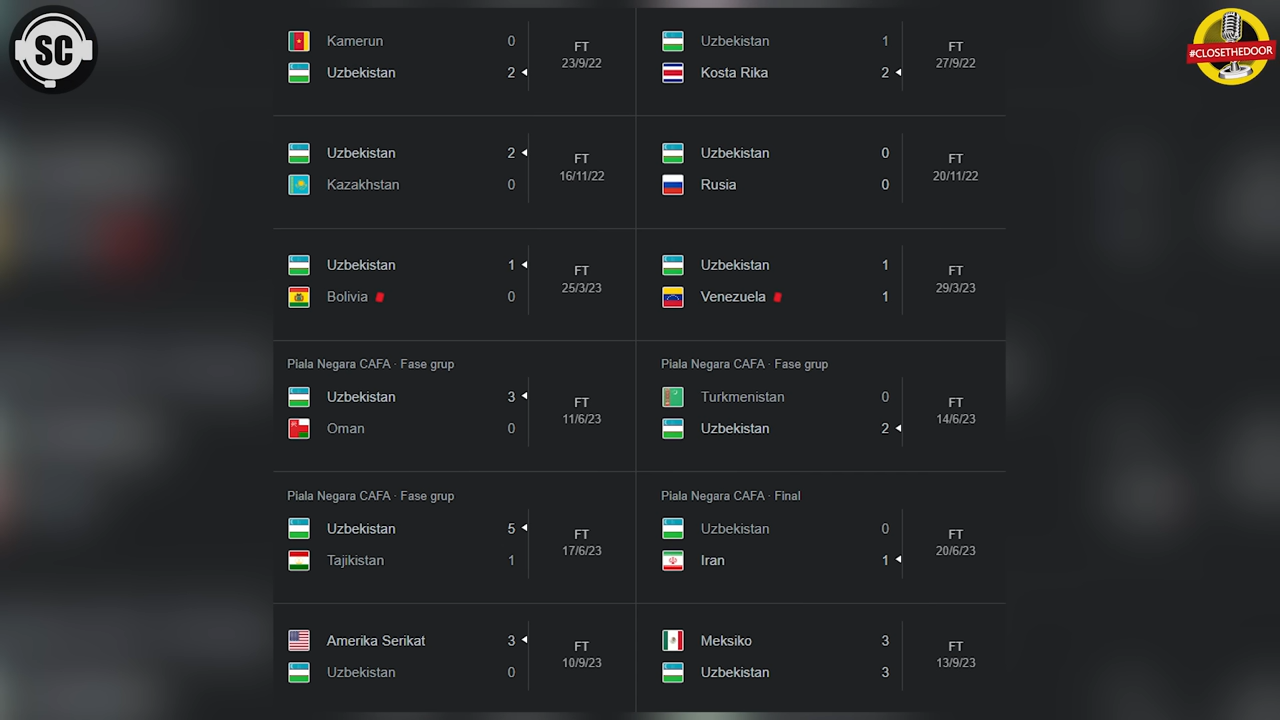 SC
#CLOSETHEDOOR
Kamerun 0
Uzbekistan 2
FT
23/9/22
Uzbekistan 1
Kosta Rika 2
FT
27/9/22
Uzbekistan 2
Kazakhstan 0
FT
16/11/22
Uzbekistan 0
Rusia 0
FT
20/11/22
Uzbekistan 1
Bolivia 0
FT
25/3/23
Uzbekistan 1
Venezuela 1
FT
29/3/23
Piala Negara CAFA · Fase grup
Uzbekistan 3
Oman 0
FT
11/6/23
Piala Negara CAFA · Fase grup
Turkmenistan 0
Uzbekistan 2
FT
14/6/23
Piala Negara CAFA · Fase grup
Uzbekistan 5
Tajikistan 1
FT
17/6/23
Piala Negara CAFA · Final
Uzbekistan 0
Iran 1
FT
20/6/23
Amerika Serikat 3
Uzbekistan 0
FT
10/9/23
Meksiko 3
Uzbekistan 3
FT
13/9/23